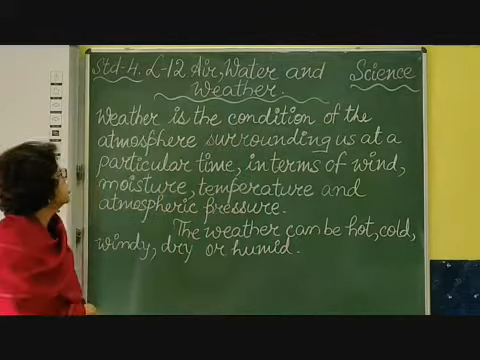 Std-4. L-12 Air, Water and Science
Weather.
Weather is the condition of the
atmosphere surrounding us at a
particular time, in terms of wind,
moisture, temperature and
atmospheric pressure.
The weather can be hot, cold,
windy, dry or humid.